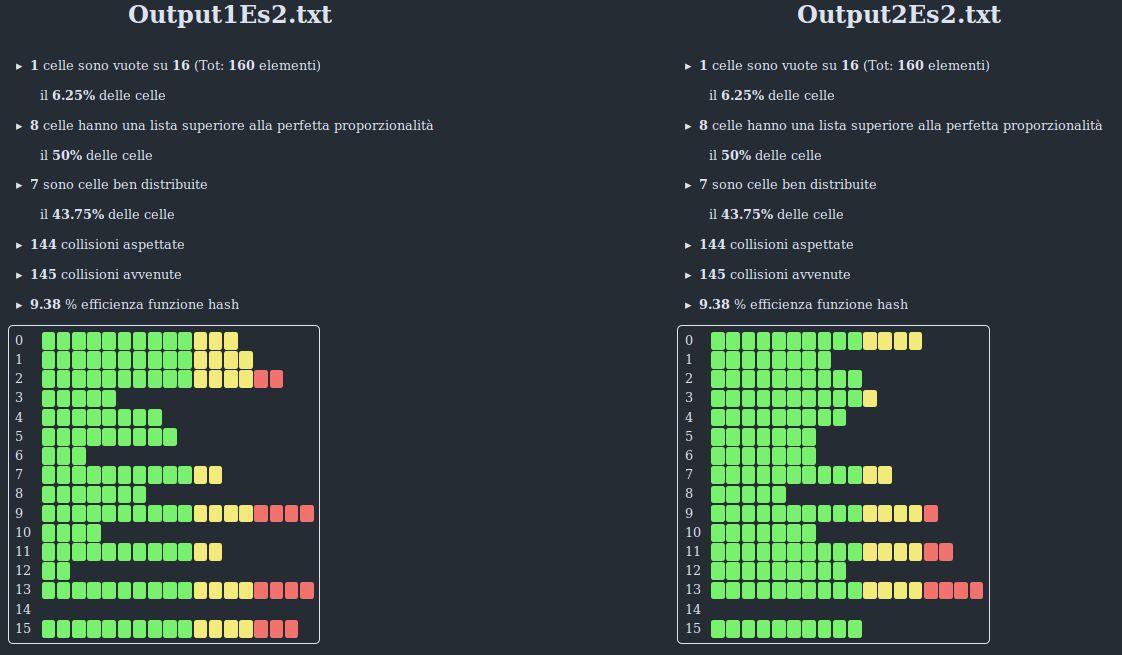 Output1Es2.txt
▸ 1 celle sono vuote su 16 (Tot: 160 elementi)
il 6.25% delle celle
▸ 8 celle hanno una lista superiore alla perfetta proporzionalità
il 50% delle celle
▸ 7 sono celle ben distribuite
il 43.75% delle celle
▸ 144 collisioni aspettate
▸ 145 collisioni avvenute
▸ 9.38 % efficienza funzione hash
0
1
2
3
4
5
6
7
8
9
10
11
12
13
14
15
Output2Es2.txt
▸ 1 celle sono vuote su 16 (Tot: 160 elementi)
il 6.25% delle celle
▸ 8 celle hanno una lista superiore alla perfetta proporzionalità
il 50% delle celle
▸ 7 sono celle ben distribuite
il 43.75% delle celle
▸ 144 collisioni aspettate
▸ 145 collisioni avvenute
▸ 9.38 % efficienza funzione hash
0
1
2
3
4
5
6
7
8
9
10
11
12
13
14
15